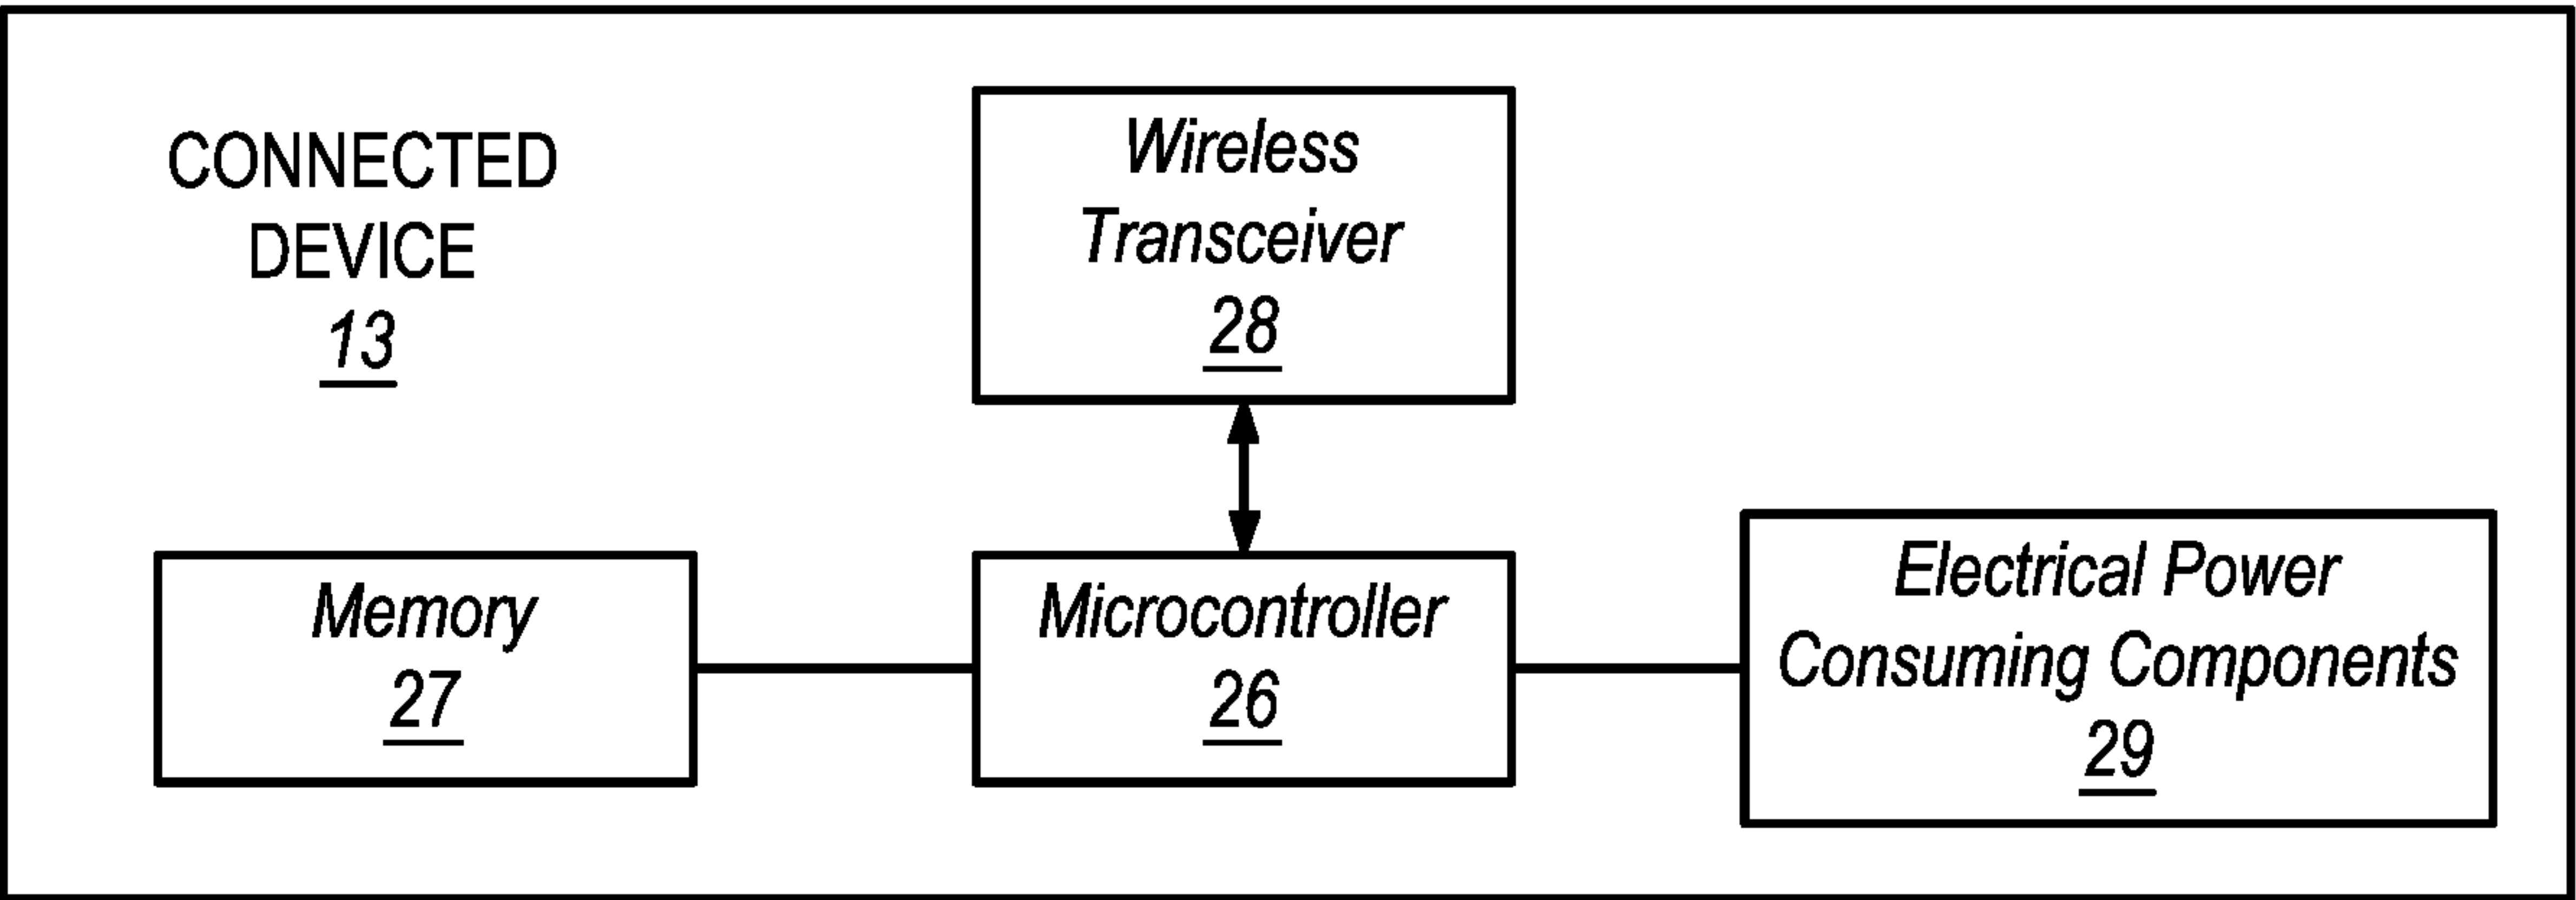 CONNECTED
DEVICE
13
Wireless
Transceiver
28
Memory
27
Microcontroller
26
Electrical Power
Consuming Components
29